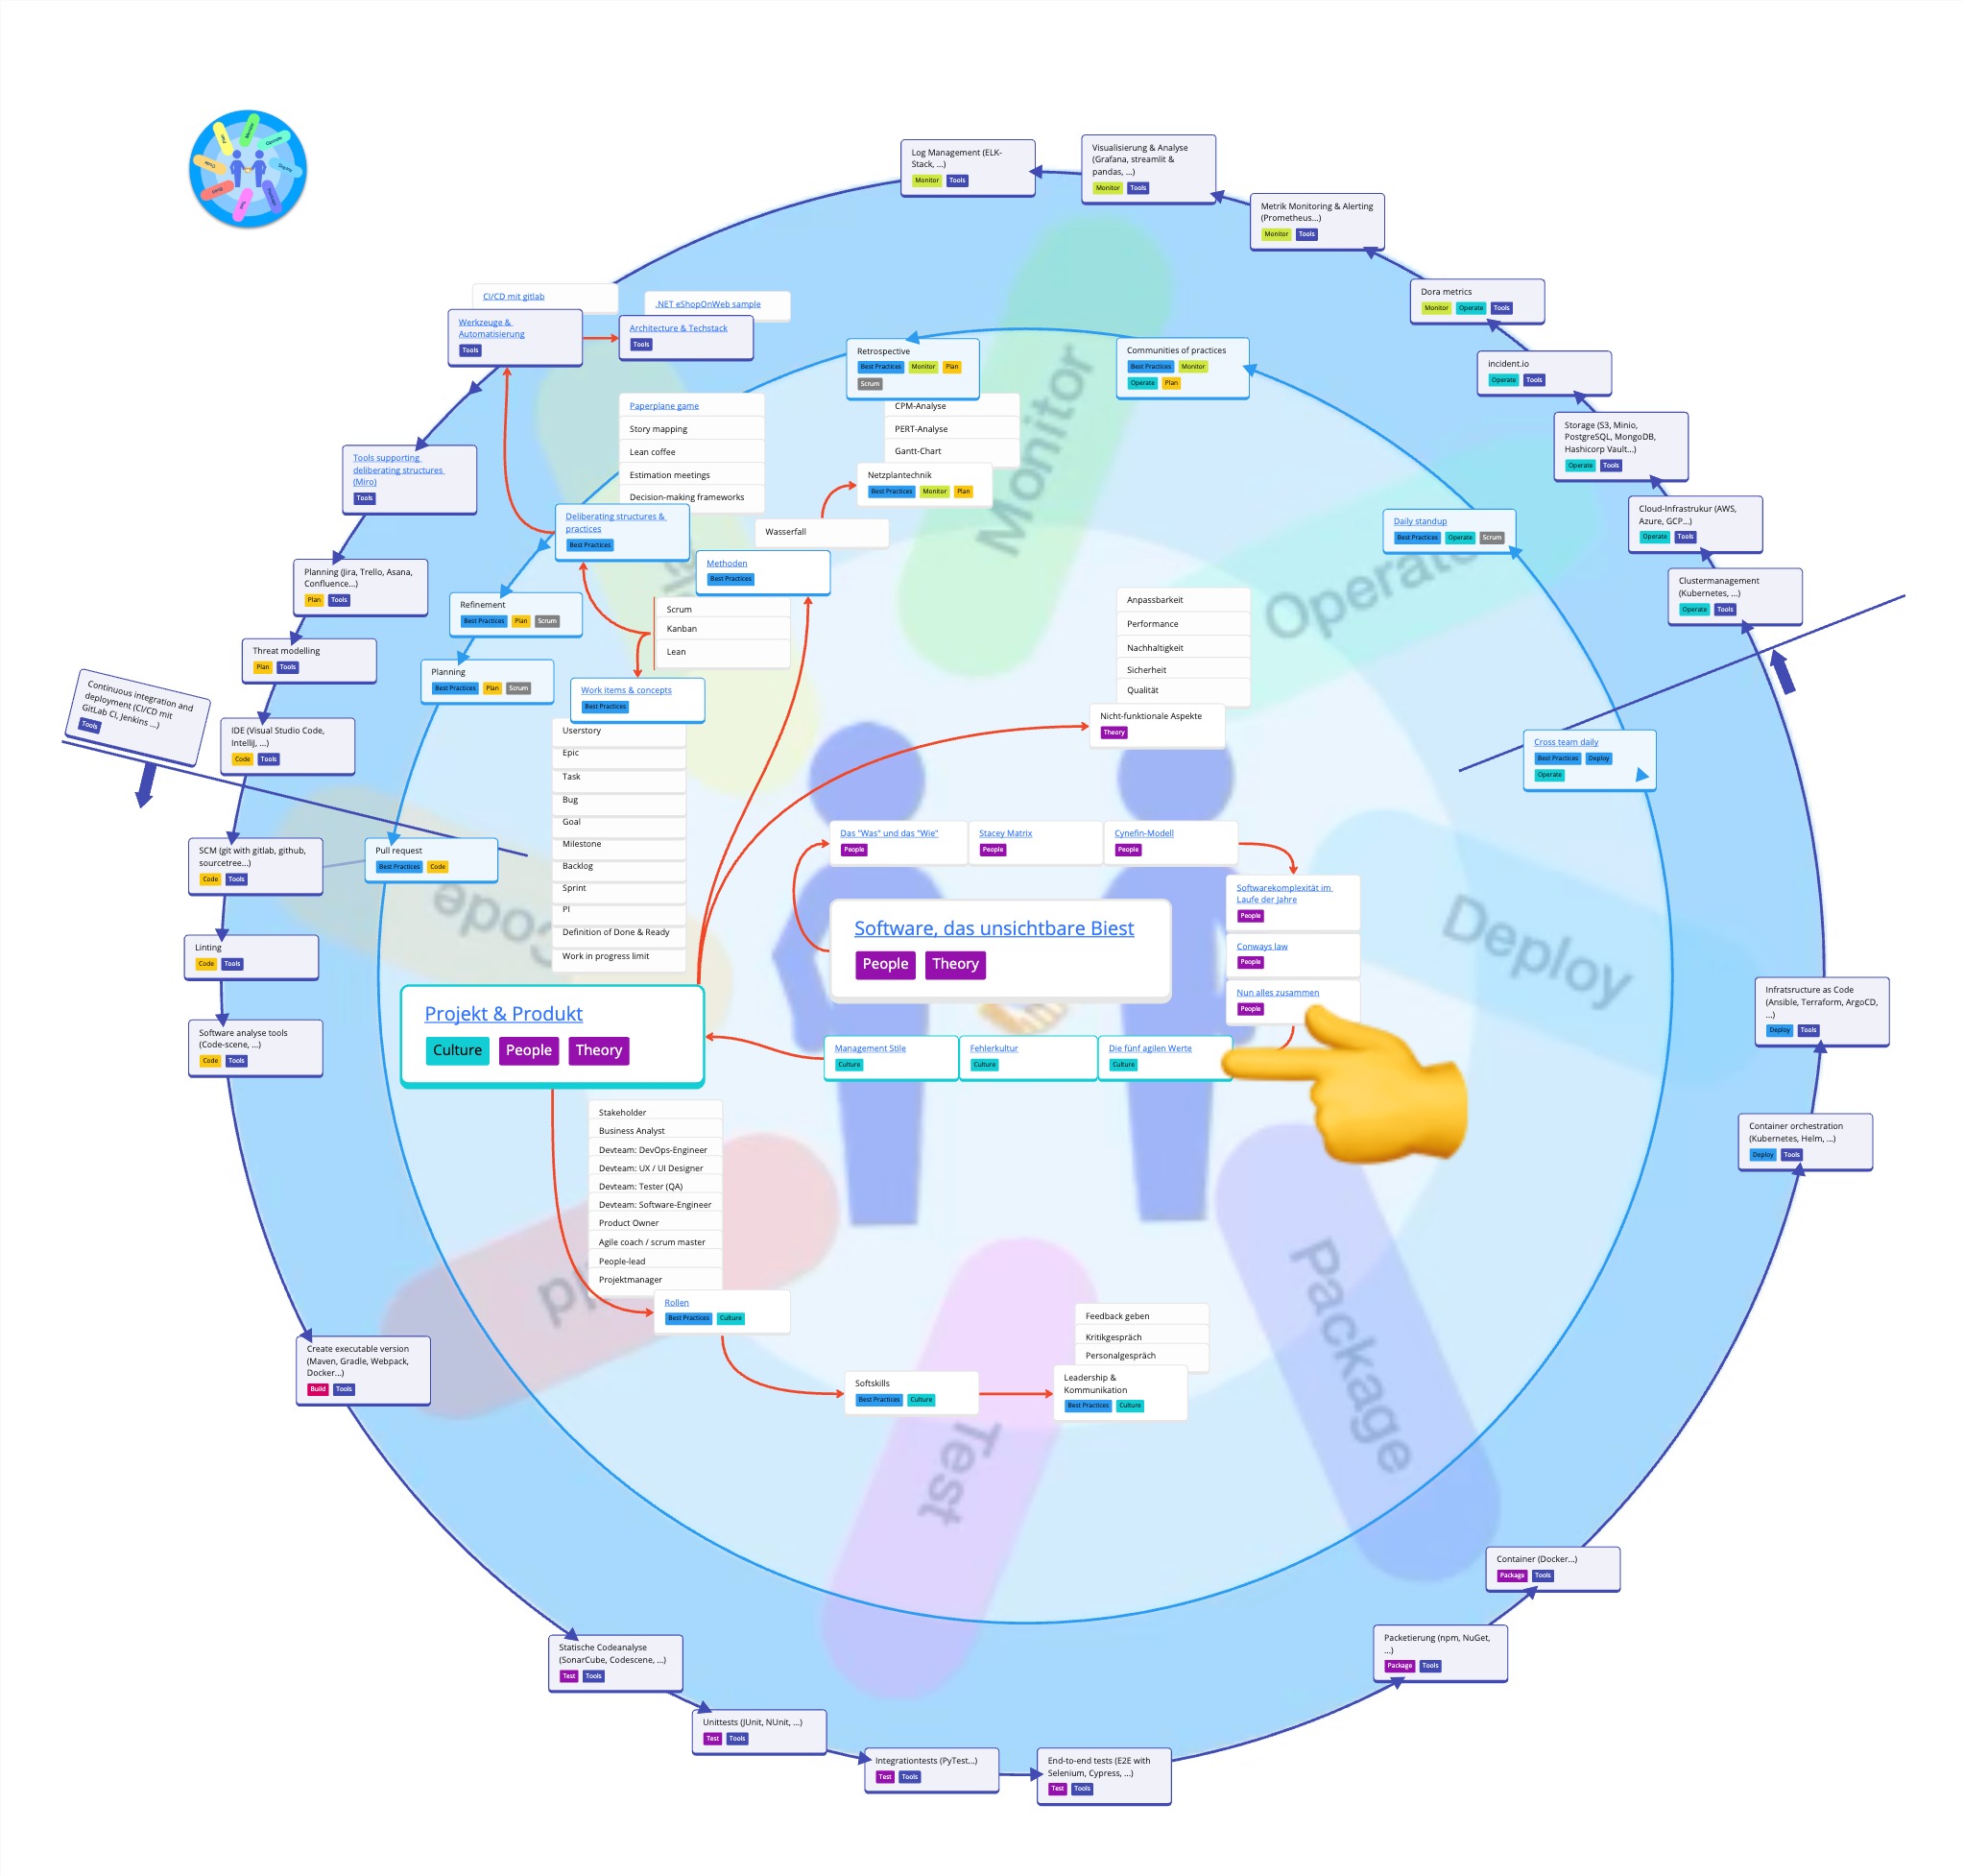 Log Management (ELK-
Stack, ...)
Monitor Tools
Visualisierung & Analyse
(Grafana, streamlit &
pandas, ...)
Monitor Tools
Metrik Monitoring & Alerting
(Prometheus...)
Monitor Tools
Dora metrics
Monitor Operate Tools
incident.io
Operate Tools
Storage (S3, Minio,
PostgreSQL, MongoDB,
Hashicorp Vault...)
Operate Tools
Cloud-Infrastrukur (AWS,
Azure, GCP...)
Operate Tools
Clustermanagement
(Kubernetes, ...)
Operate Tools
CI/CD mit gitlab
Werkzeuge &
Automatisierung
Tools
.NET eShopOnWeb sample
Architecture & Techstack
Tools
Retrospective
Best Practices Monitor Plan
Scrum
Communities of practices
Best Practices Monitor
Operate Plan
CPM-Analyse
PERT-Analyse
Gantt-Chart
Netzplantechnik
Best Practices Monitor Plan
Wasserfall
Methoden
Best Practices
Paperplane game
Story mapping
Lean coffee
Estimation meetings
Decision-making frameworks
Deliberating structures &
practices
Best Practices
Tools supporting
deliberating structures
(Miro)
Tools
Planning (Jira, Trello, Asana,
Confluence...)
Plan Tools
Threat modelling
Plan Tools
Continuous integration and
deployment (CI/CD mit
GitLab CI, Jenkins ...)
Tools
IDE (Visual Studio Code,
Intellij, ...)
Code Tools
SCM (git with gitlab, github,
sourcetree...)
Code Tools
Linting
Code Tools
Software analyse tools
(Code-scene, ...)
Code Tools
Refinement
Best Practices Plan Scrum
Planning
Best Practices Plan Scrum
Pull request
Best Practices Code
Scrum
Kanban
Lean
Work items & concepts
Best Practices
Userstory
Epic
Task
Bug
Goal
Milestone
Backlog
Sprint
PI
Definition of Done & Ready
Work in progress limit
Daily standup
Best Practices Operate Scrum
Cross team daily
Best Practices Deploy
Operate
Anpassbarkeit
Performance
Nachhaltigkeit
Sicherheit
Qualität
Nicht-funktionale Aspekte
Theory
Das "Was" und das "Wie"
People
Stacey Matrix
People
Cynefin-Modell
People
Softwarekomplexität im
Laufe der Jahre
People
Conways law
People
Nun alles zusammen
People
Software, das unsichtbare Biest
People Theory
Projekt & Produkt
Culture People Theory
Management Stile
Culture
Fehlerkultur
Culture
Die fünf agilen Werte
Culture
Stakeholder
Business Analyst
Devteam: DevOps-Engineer
Devteam: UX / UI Designer
Devteam: Tester (QA)
Devteam: Software-Engineer
Product Owner
Agile coach / scrum master
People-lead
Projektmanager
Rollen
Best Practices Culture
Softskills
Best Practices Culture
Feedback geben
Kritikgespräch
Personalgespräch
Leadership &
Kommunikation
Best Practices Culture
Infratsructure as Code
(Ansible, Terraform, ArgoCD,
...)
Deploy Tools
Container orchestration
(Kubernetes, Helm, ...)
Deploy Tools
Container (Docker...)
Package Tools
Packetierung (npm, NuGet,
...)
Package Tools
Create executable version
(Maven, Gradle, Webpack,
Docker...)
Build Tools
Statische Codeanalyse
(SonarCube, Codescene, ...)
Test Tools
Unittests (JUnit, NUnit, ...)
Test Tools
Integrationtests (PyTest...)
Test Tools
End-to-end tests (E2E with
Selenium, Cypress, ...)
Test Tools
Monitor
Operate
Deploy
Package
Test
Code